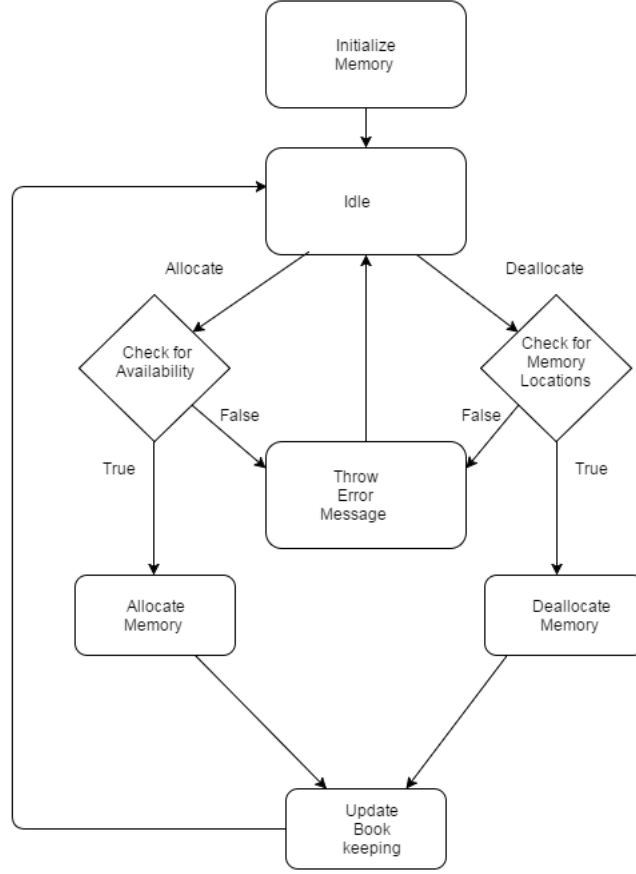 Initialize
Memory
Idle
Allocate
Deallocate
Check for
Availability
Check for
Memory
Locations
False
False
True
Throw
Error
Message
True
Allocate
Memory
Deallocate
Memory
Update
Book
keeping